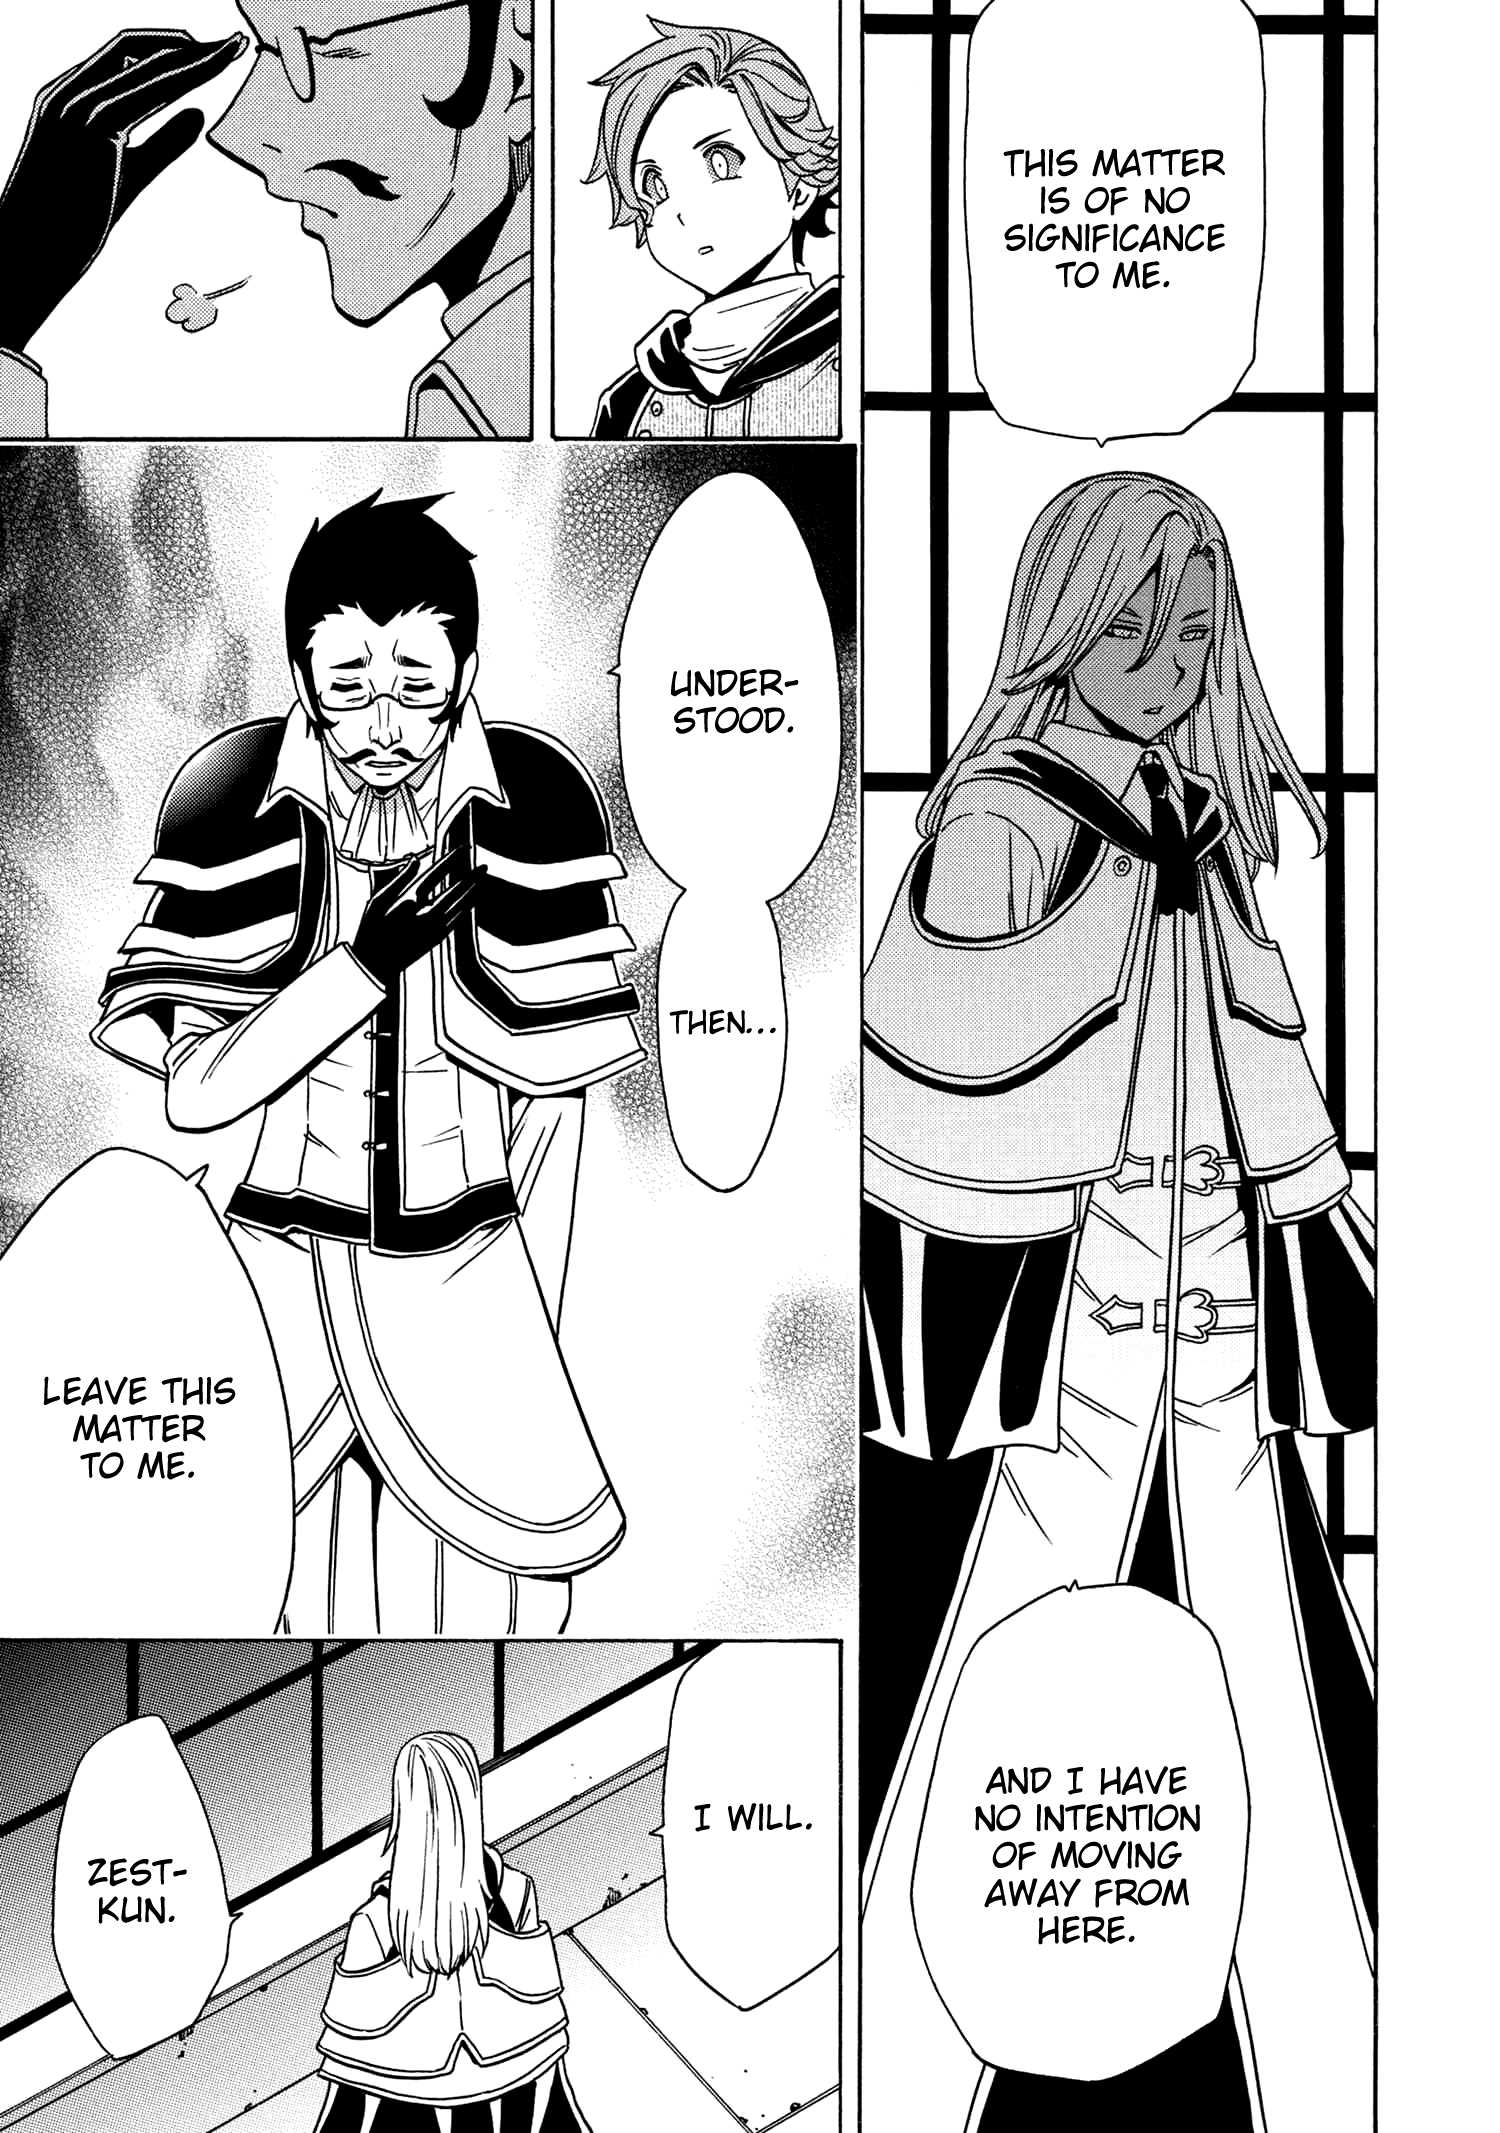 THIS MATTER
IS OF NO
SIGNIFICANCE
TO ME.
AND I HAVE
NO INTENTION
OF MOVING
AWAY FROM
HERE.
UNDER-
STOOD.
THEN...
LEAVE THIS
MATTER
TO ME.
I WILL.
ZEST-
KUN.